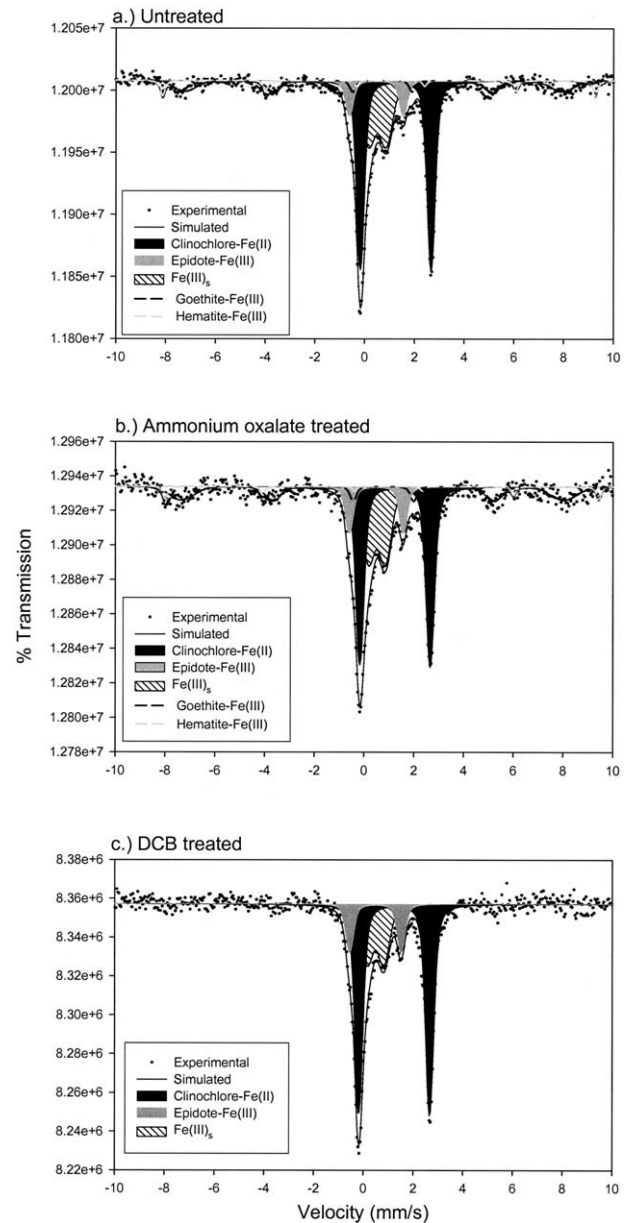 a.) Untreated
1.205e+7
1.200e+7
1.195e+7
1.190e+7
1.185e+7
1.180e+7
Experimental
Simulated
Clinochlore-Fe(II)
Epidote-Fe(III)
Fe(III)s
Goethite-Fe(III)
Hematite-Fe(III)
-10 -8 -6 -4 -2 0 2 4 6 8 10
b.) Ammonium oxalate treated
% Transmission
1.296e+7
1.294e+7
1.292e+7
1.290e+7
1.288e+7
1.286e+7
1.284e+7
1.282e+7
1.280e+7
1.278e+7
Experimental
Simulated
Clinochlore-Fe(II)
Epidote-Fe(III)
Fe(III)s
Goethite-Fe(III)
Hematite-Fe(III)
-10 -8 -6 -4 -2 0 2 4 6 8 10
c.) DCB treated
8.38e+6
8.36e+6
8.34e+6
8.32e+6
8.30e+6
8.28e+6
8.26e+6
8.24e+6
8.22e+6
Experimental
Simulated
Clinochlore-Fe(II)
Epidote-Fe(III)
Fe(III)s
-10 -8 -6 -4 -2 0 2 4 6 8 10
Velocity (mm/s)